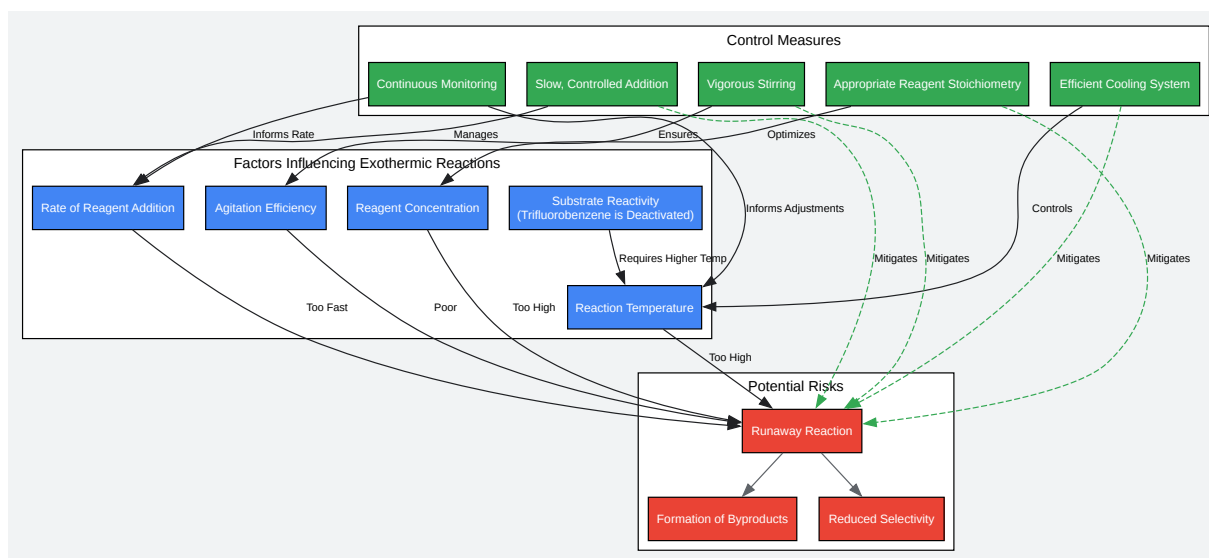 Control Measures
Continuous Monitoring
Slow, Controlled Addition
Vigorous Stirring
Appropriate Reagent Stoichiometry
Efficient Cooling System
Informs Rate
Manages
Ensures
Optimizes
Factors Influencing Exothermic Reactions
Rate of Reagent Addition
Agitation Efficiency
Reagent Concentration
Substrate Reactivity
(Trifluorobenzene is Deactivated)
Informs Adjustments
Controls
Requires Higher Temp
Mitigates
Mitigates
Mitigates
Mitigates
Reaction Temperature
Too Fast
Poor
Too High
Too High
Potential Risks
Runaway Reaction
Formation of Byproducts
Reduced Selectivity